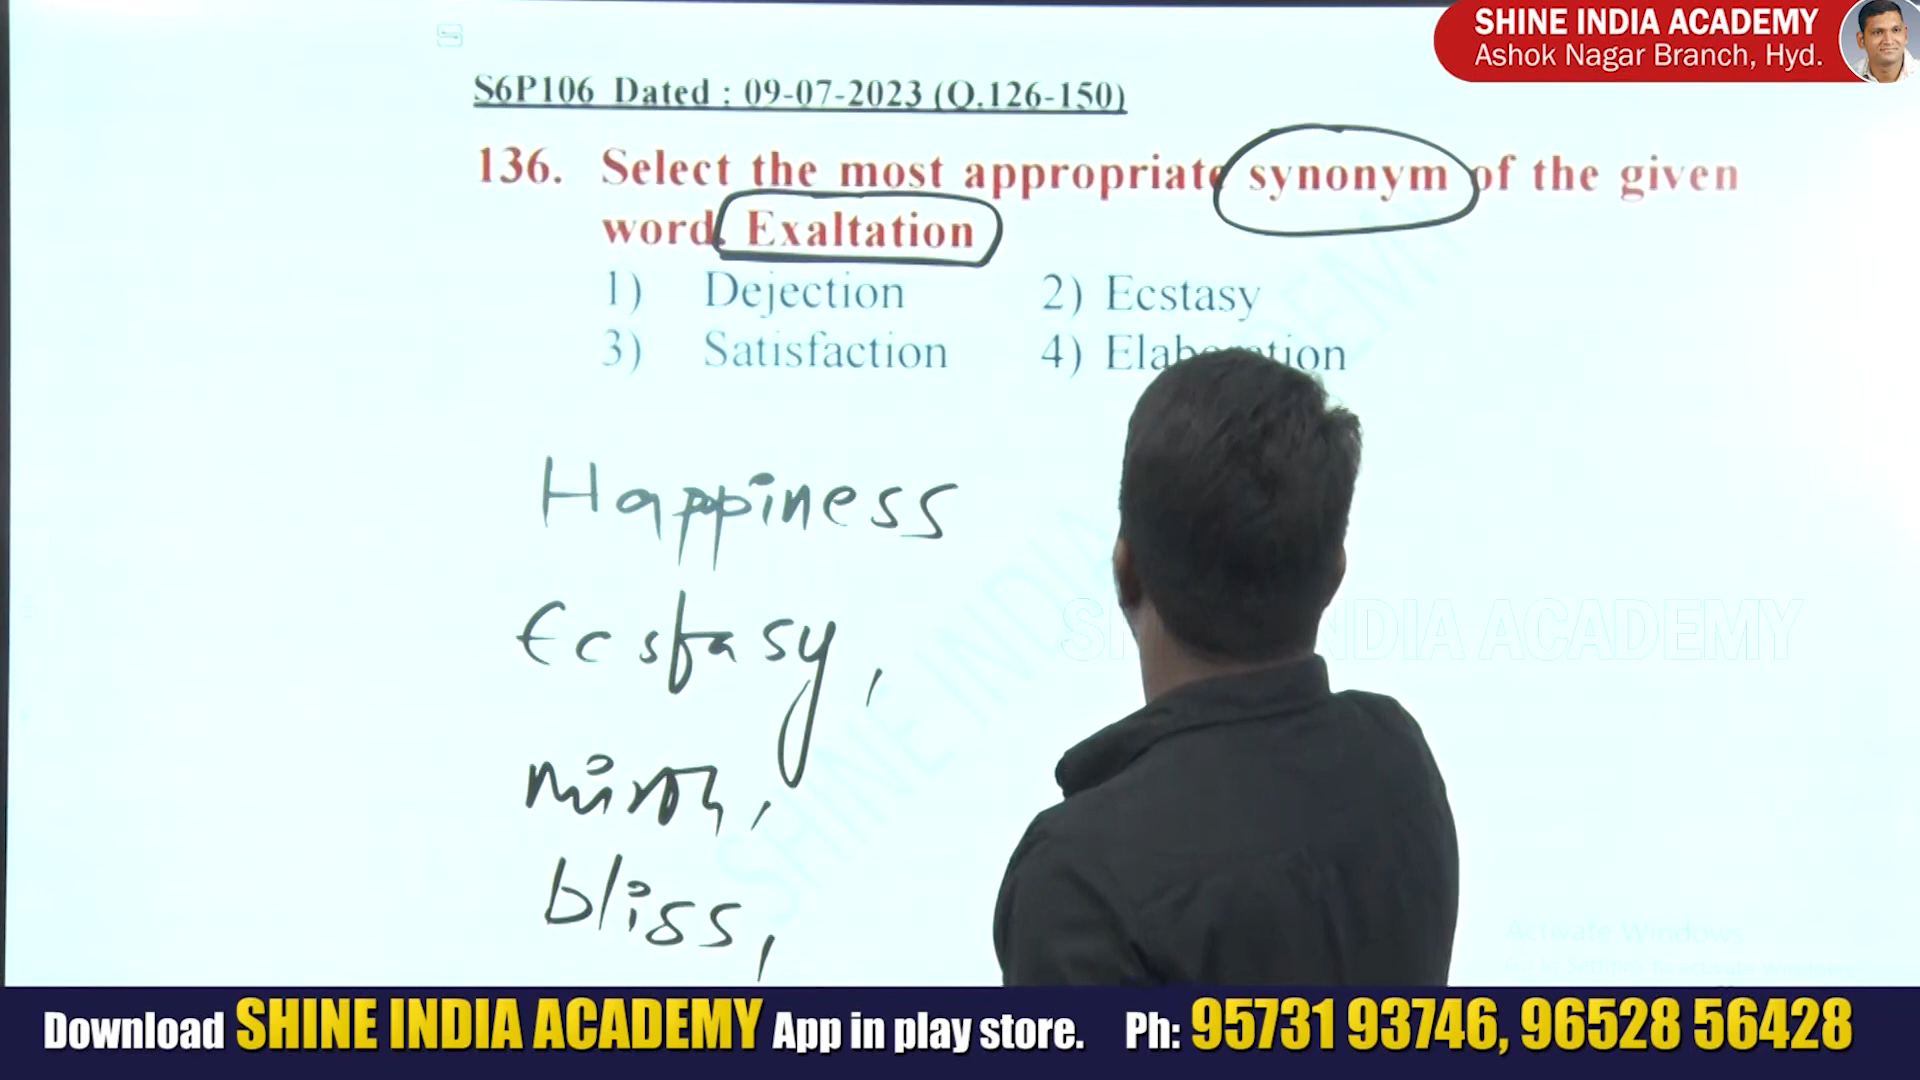 SHINE INDIA ACADEMY
Ashok Nagar Branch, Hyd.
S6P106 Dated : 09-07-2023 (Q.126-150)
136. Select the most appropriate synonym of the given
word. Exaltation
1) Dejection 2) Ecstasy
3) Satisfaction 4)
Happiness
Ecstasy,
mirth,
bliss,
SHINE INDIA ACADEMY
Activate Windows
Download SHINE INDIA ACADEMY App in play store. Ph: 95731 93746, 96528 56428